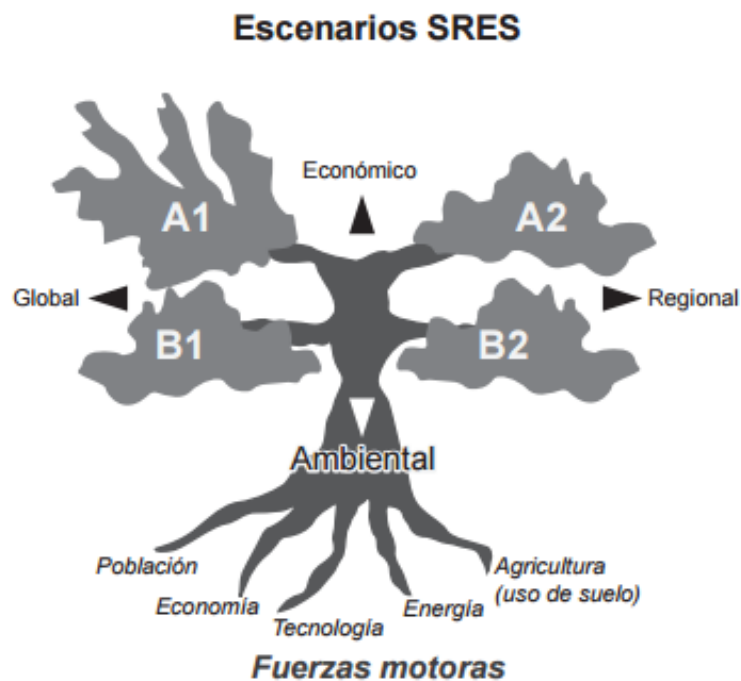 Escenarios SRES
Económico
A1
A2
Global
Regional
B1
B2
Ambiental
Población
Economía
Tecnología
Energía
Agricultura
(uso de suelo)
Fuerzas motoras